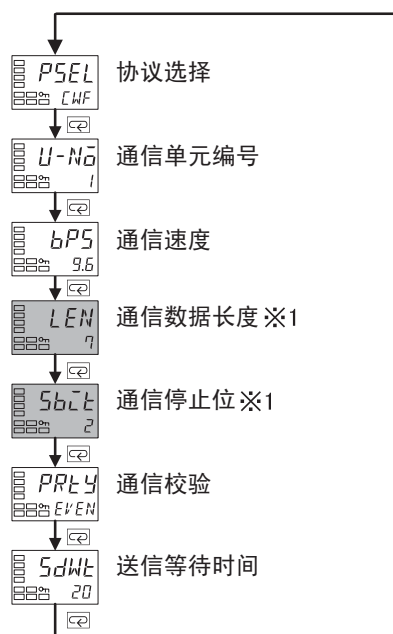 PSEL 协议选择
CWF
U-No 通信单元编号
1
bPS 通信速度
9.6
LEN 通信数据长度※1
7
SbIt 通信停止位※1
2
PRtY 通信校验
EVEN
SdWt 送信等待时间
20